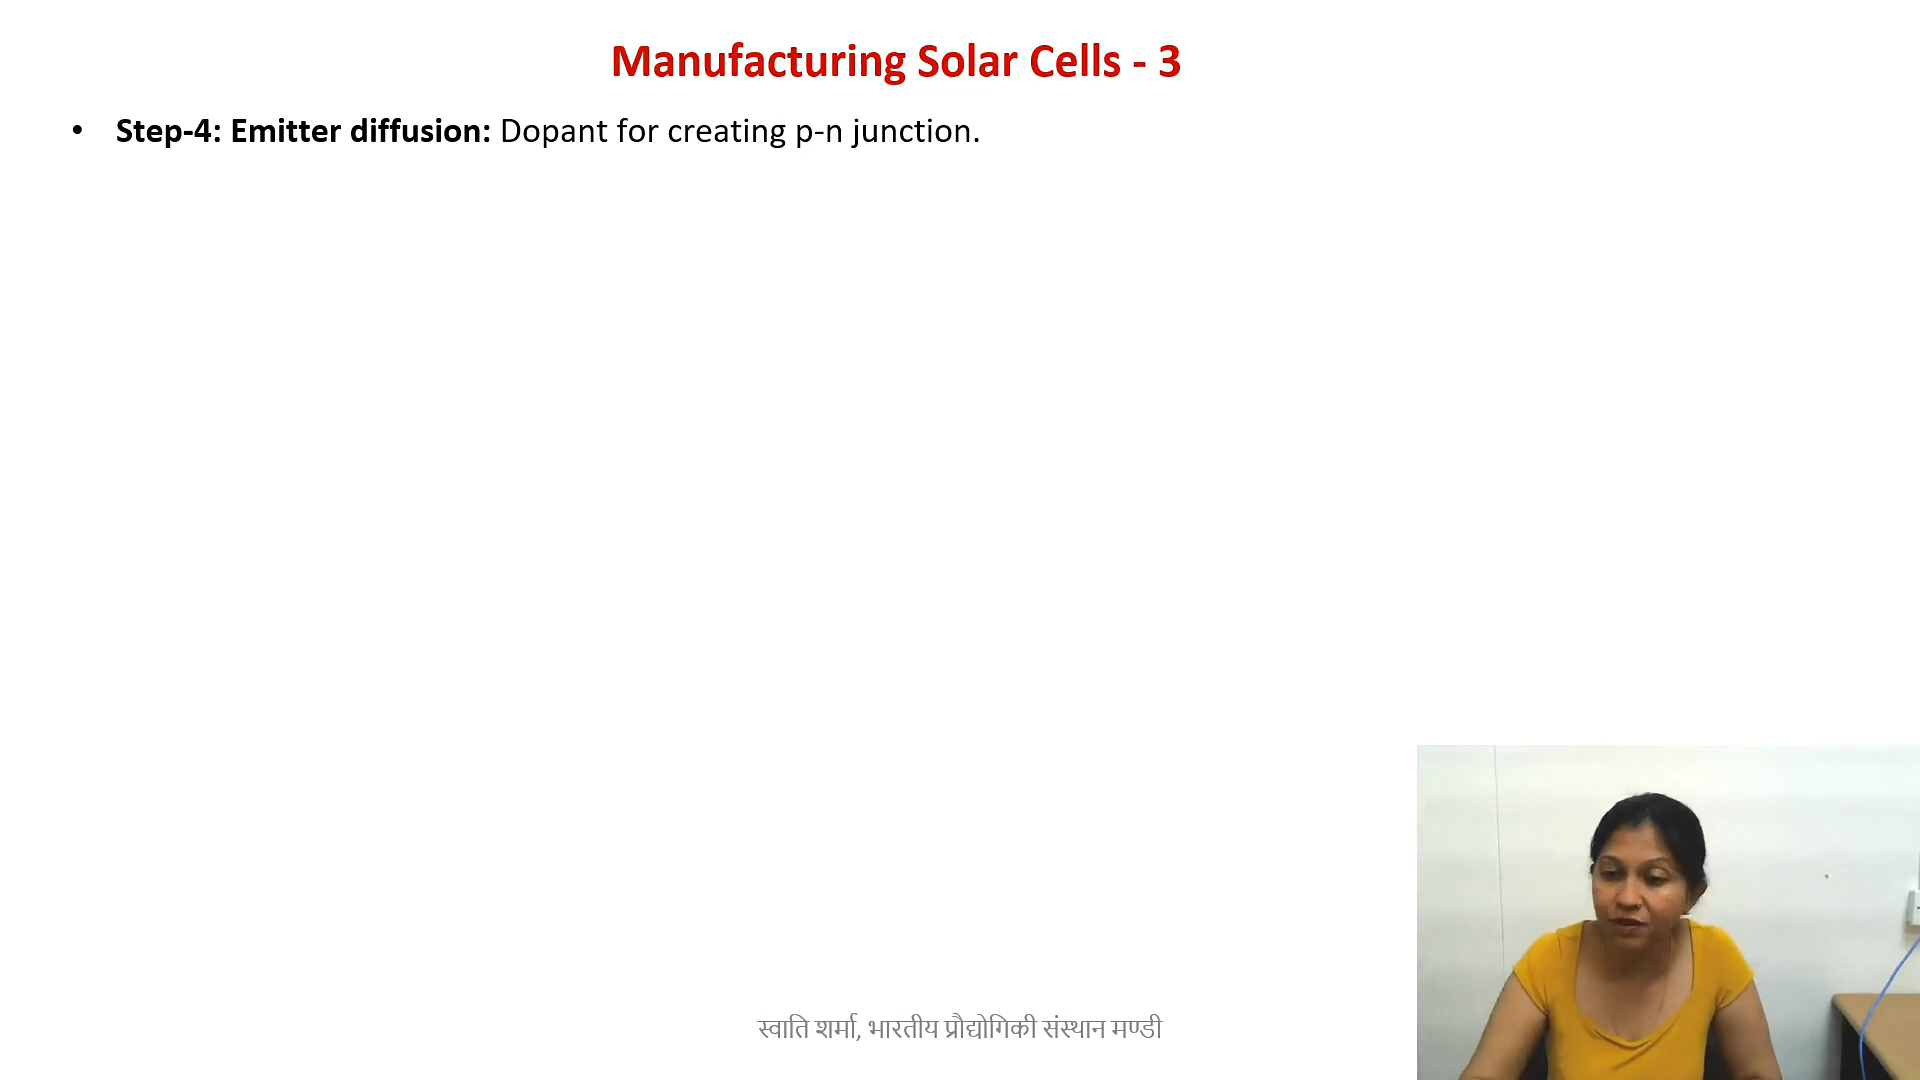 Manufacturing Solar Cells - 3
• Step-4: Emitter diffusion: Dopant for creating p-n junction.
स्वाति शर्मा, भारतीय प्रौद्योगिकी संस्थान मण्डी